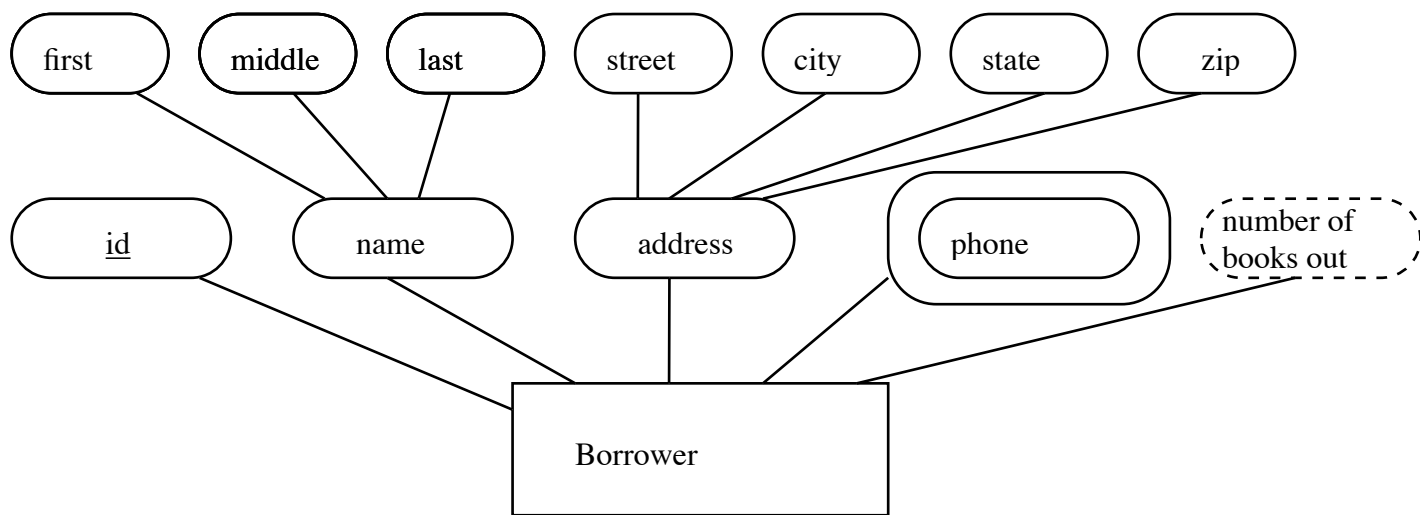 first
middle
last
street
city
state
zip
id
name
address
phone
number of
books out
Borrower